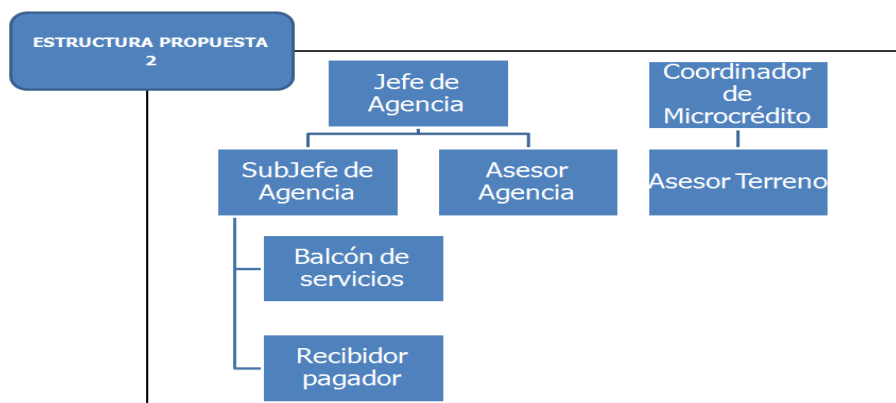 ESTRUCTURA PROPUESTA
2
Jefe de
Agencia
Coordinador
de
Microcrédito
SubJefe de
Agencia
Asesor
Agencia
Asesor Terreno
Balcón de
servicios
Recibidor
pagador